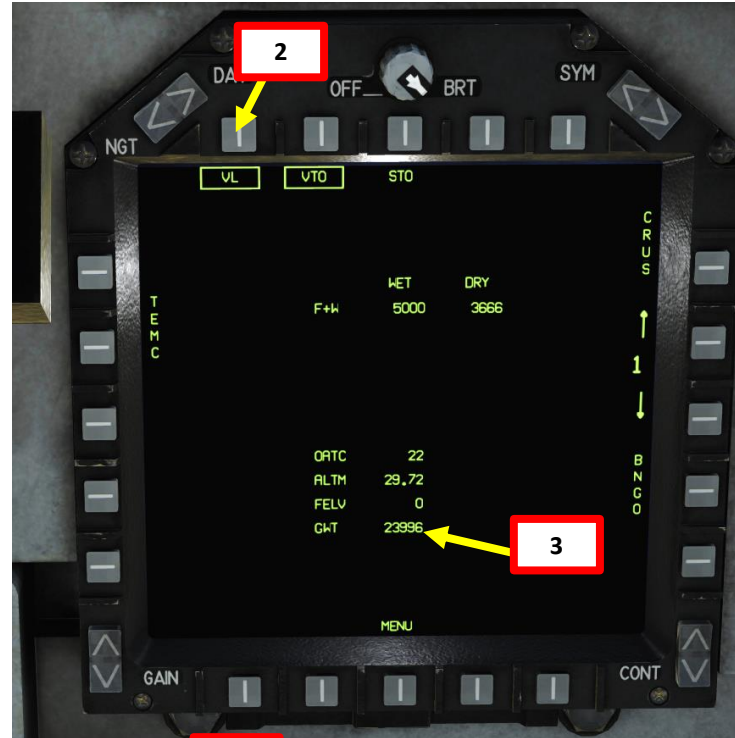 2
DA
OFF
BRT
SYM
NGT
VL VTO STO
CRUS
WET DRY
F+W 5000 3666
TEMC
1
OATC 22
ALTM 29.72
FELV 0
GWT 23996
BNGO
3
MENU
GAIN
CONT